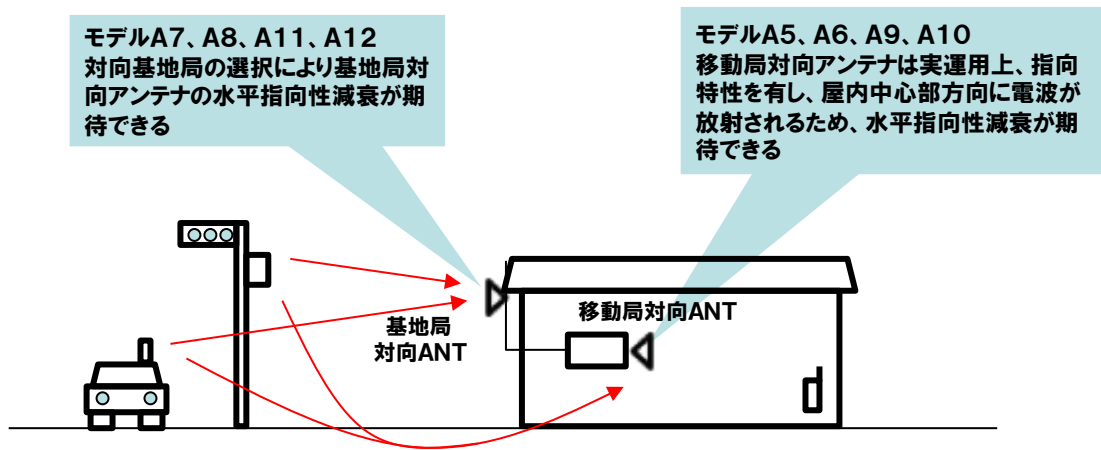 モデルA7、A8、A11、A12
対向基地局の選択により基地局対
向アンテナの水平指向性減衰が期
待できる
モデルA5、A6、A9、A10
移動局対向アンテナは実運用上、指向
特性を有し、屋内中心部方向に電波が
放射されるため、水平指向性減衰が期
待できる
基地局
対向ANT
移動局対向ANT